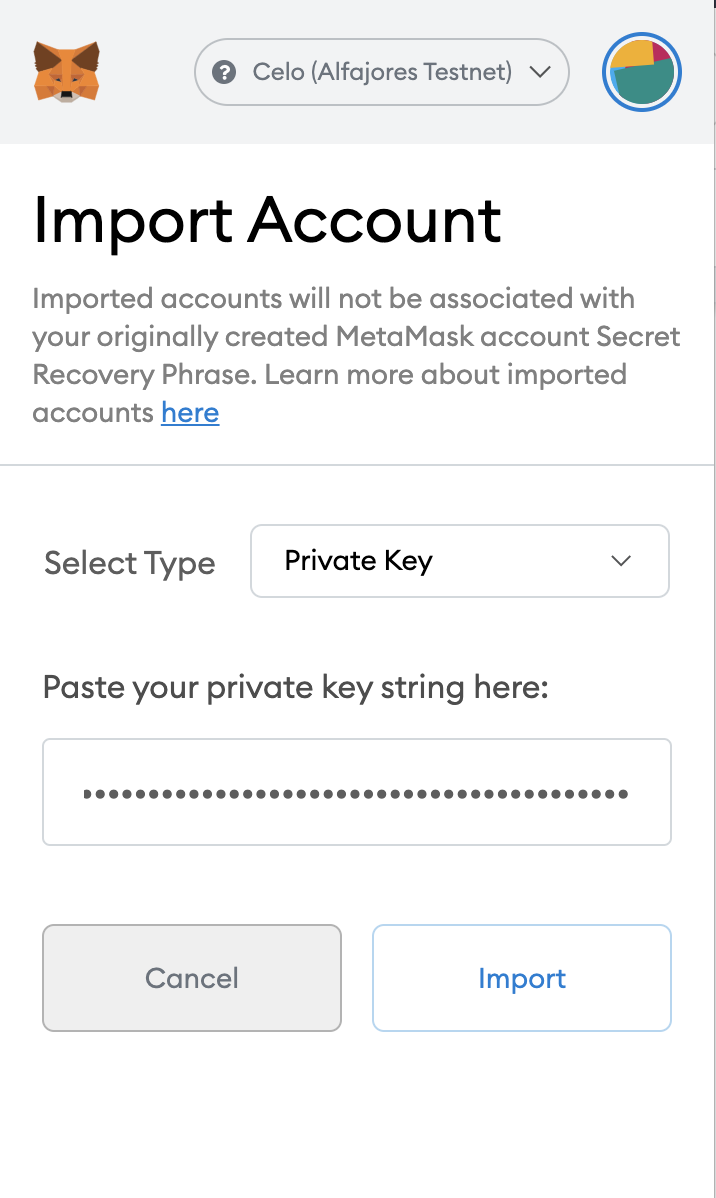 Celo (Alfajores Testnet)
Import Account
Imported accounts will not be associated with
your originally created MetaMask account Secret
Recovery Phrase. Learn more about imported
accounts here
Select Type
Private Key
Paste your private key string here:
Cancel
Import